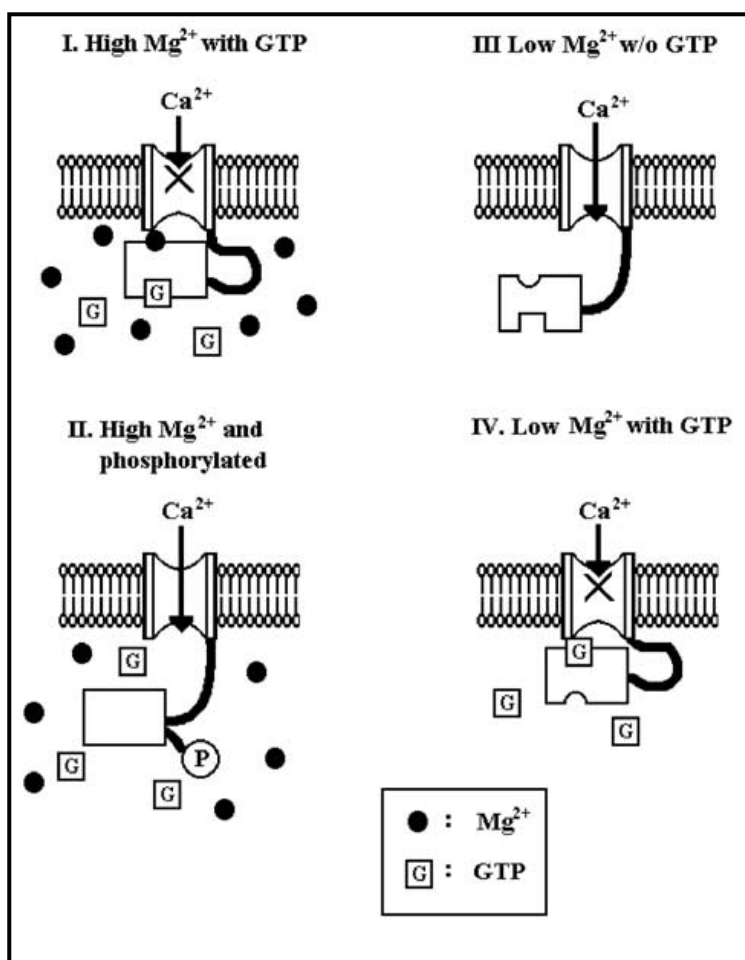 I. High Mg²⁺ with GTP
Ca²⁺
G
G
G
II. High Mg²⁺ and
phosphorylated
Ca²⁺
G
P
G
G
III Low Mg²⁺ w/o GTP
Ca²⁺
IV. Low Mg²⁺ with GTP
Ca²⁺
G
G
G
: Mg²⁺
G : GTP